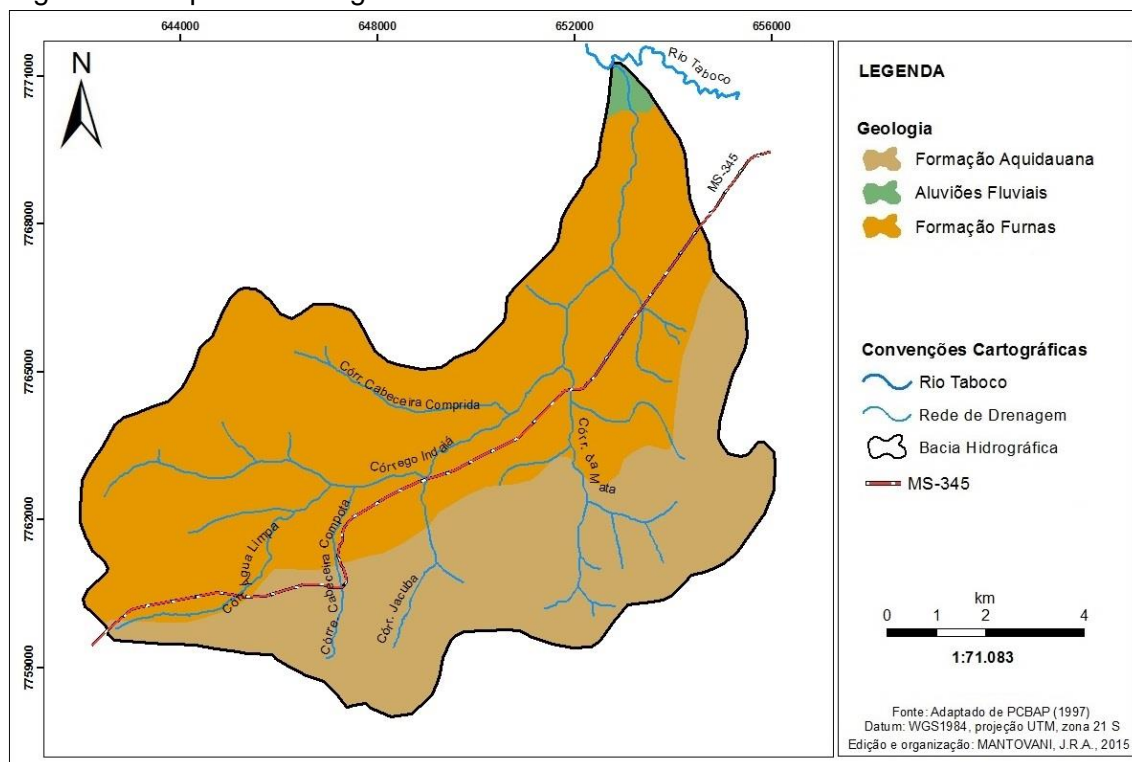 644000
648000
652000
656000
7771000
7768000
7765000
7762000
7759000
N
Rio Taboco
MS-345
Córr. Cabeceira Comprida
Córrego Indaiá
Córr. da Mata
Córr. Água Limpa
Córre. Cabeceira Compota
Córr. Jacuba
LEGENDA
Geologia
Formação Aquidauana
Aluviões Fluviais
Formação Furnas
Convenções Cartográficas
Rio Taboco
Rede de Drenagem
Bacia Hidrográfica
MS-345
km
0 1 2 4
1:71.083
Fonte: Adaptado de PCBAP (1997)
Datum: WGS1984, projeção UTM, zona 21 S
Edição e organização: MANTOVANI, J.R.A., 2015